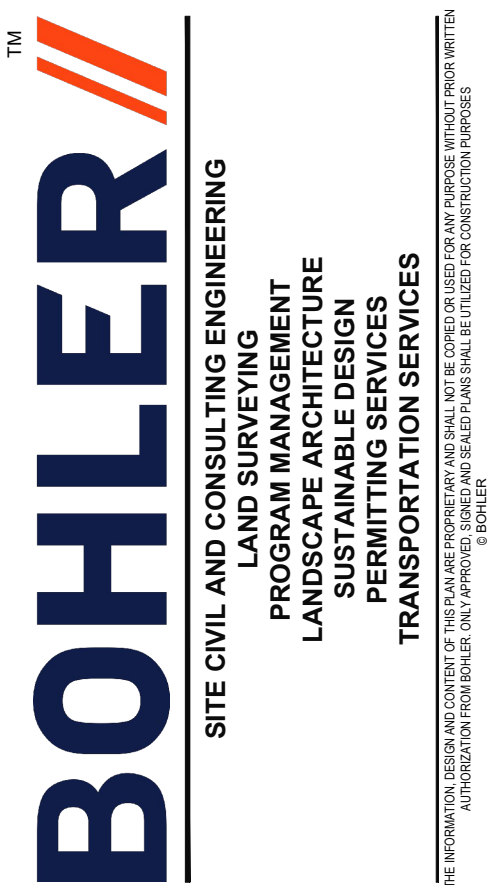 BOHLER//™
SITE CIVIL AND CONSULTING ENGINEERING
LAND SURVEYING
PROGRAM MANAGEMENT
LANDSCAPE ARCHITECTURE
SUSTAINABLE DESIGN
PERMITTING SERVICES
TRANSPORTATION SERVICES
THE INFORMATION, DESIGN AND CONTENT OF THIS PLAN ARE PROPRIETARY AND SHALL NOT BE COPIED OR USED FOR ANY PURPOSE WITHOUT PRIOR WRITTEN
AUTHORIZATION FROM BOHLER. ONLY APPROVED, SIGNED AND SEALED PLANS SHALL BE UTILIZED FOR CONSTRUCTION PURPOSES
© BOHLER